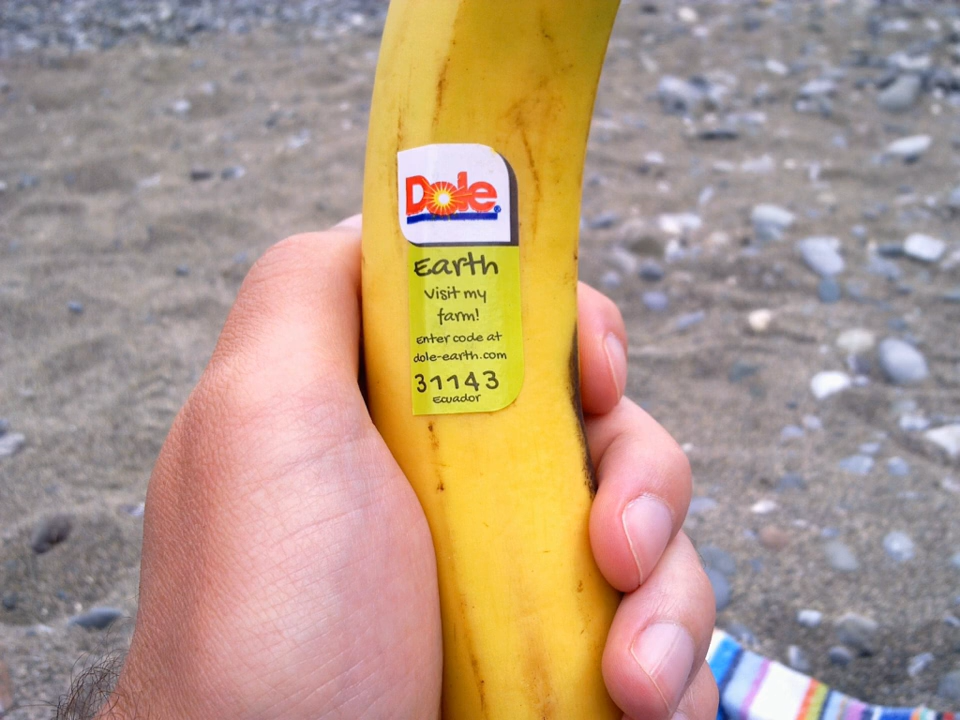 Dole
Earth
Visit my
farm!
Enter code at
dole-earth.com
31143
Ecuador